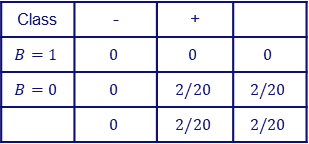 Class - +
B = 1 0 0 0
B = 0 0 2/20 2/20
0 2/20 2/20